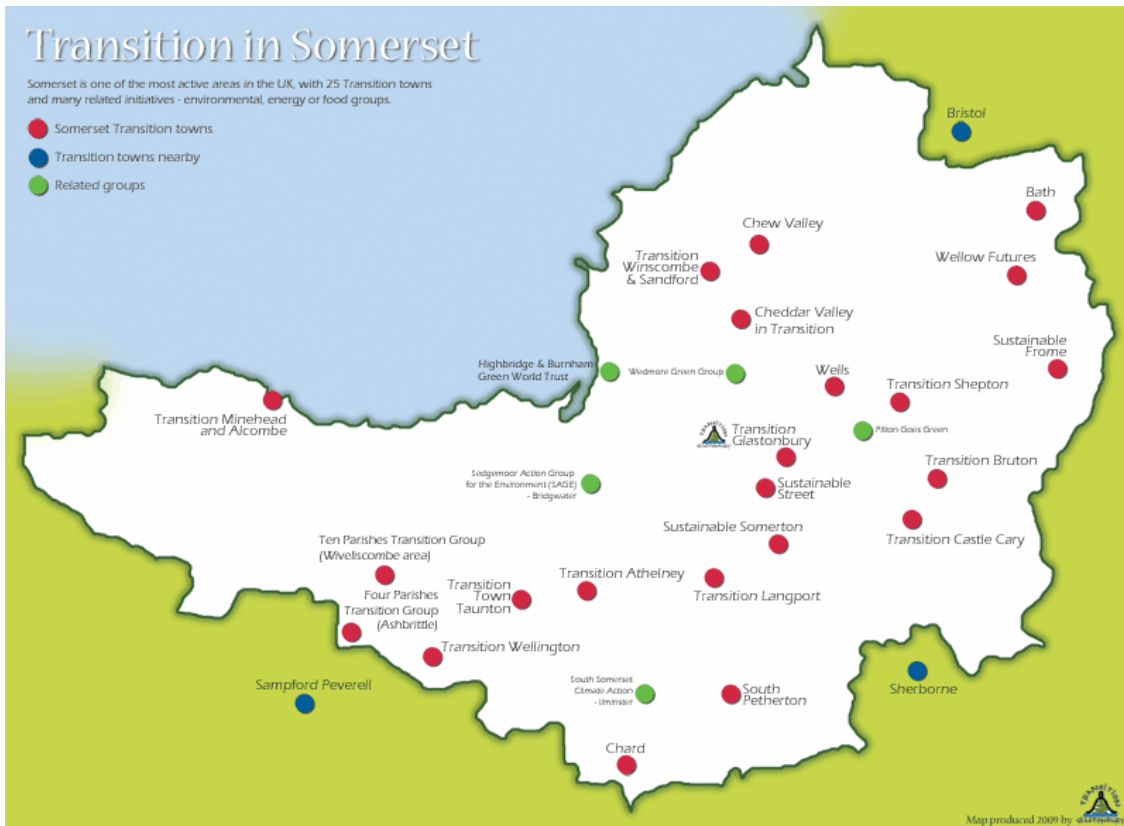 Transition in Somerset
Somerset is one of the most active areas in the UK, with 25 Transition towns
and many related initiatives - environmental, energy or food groups.
Somerset Transition towns
Transition towns nearby
Related groups
Bristol
Bath
Chew Valley
Transition
Winscombe
& Sandford
Wellow Futures
Cheddar Valley
in Transition
Sustainable
Frome
Highbridge & Burnham
Green World Trust
Wedmore Green Group
Wells
Transition Shepton
Transition Minehead
and Alcombe
Transition
Glastonbury
Pilton Goes Green
Transition Bruton
Sedgemoor Action Group
for the Environment (SAGE)
- Bridgwater
Sustainable
Street
Sustainable Somerton
Transition Castle Cary
Ten Parishes Transition Group
(Wiveliscombe area)
Transition Athelney
Transition
Town
Taunton
Transition Langport
Four Parishes
Transition Group
(Ashbrittle)
Transition Wellington
Sampford Peverell
South Somerset
Climate Action
- Ilminster
South
Petherton
Sherborne
Chard
Map produced 2009 by
TRANSITION
GLASTONBURY